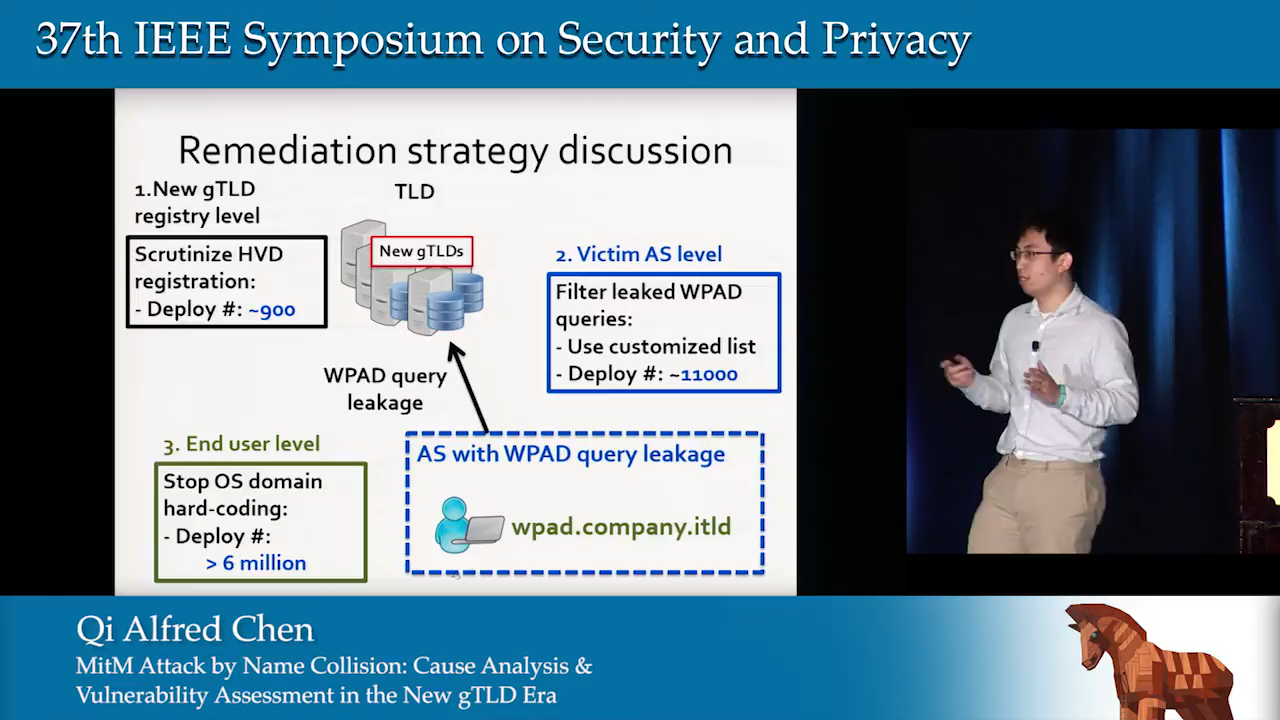 37th IEEE Symposium on Security and Privacy
Remediation strategy discussion
1.New gTLD
registry level
Scrutinize HVD
registration:
- Deploy #: ~900
TLD
New gTLDs
2. Victim AS level
Filter leaked WPAD
queries:
- Use customized list
- Deploy #: ~11000
WPAD query
leakage
3. End user level
Stop OS domain
hard-coding:
- Deploy #:
> 6 million
AS with WPAD query leakage
wpad.company.itld
Qi Alfred Chen
MitM Attack by Name Collision: Cause Analysis &
Vulnerability Assessment in the New gTLD Era